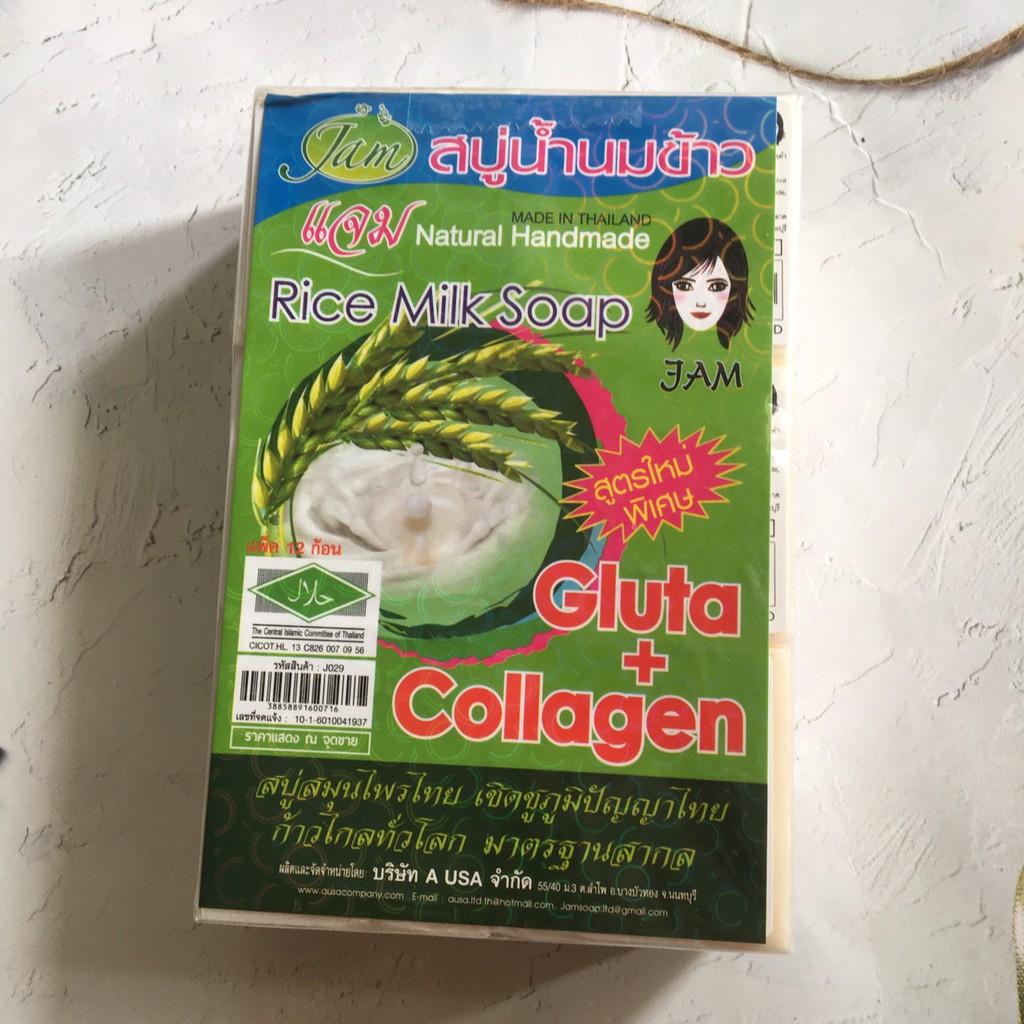 Jam สบู่น้ำนมข้าว
แจม
MADE IN THAILAND
Natural Handmade
Rice Milk Soap
JAM
สูตรใหม่
พิเศษ
แพ็ค 12 ก้อน
حلال
The Central Islamic Committee of Thailand
CICOT.HL. 13 C826 007 09 56
รหัสสินค้า : J029
38858891600716
เลขที่จดแจ้ง : 10-1-6010041937
ราคาแสดง ณ จุดขาย
Gluta
+
Collagen
สบู่สมุนไพรไทย เชิดชูภูมิปัญญาไทย
ก้าวไกลทั่วโลก มาตรฐานสากล
ผลิตและจัดจำหน่ายโดย: บริษัท A USA จำกัด 55/40 ม.3 ต.ลำโพ อ.บางบัวทอง จ.นนทบุรี
www.ausacompany.com E-mail : ausa.ltd.th@hotmail.com, Jamsoap.ltd@gmail.com